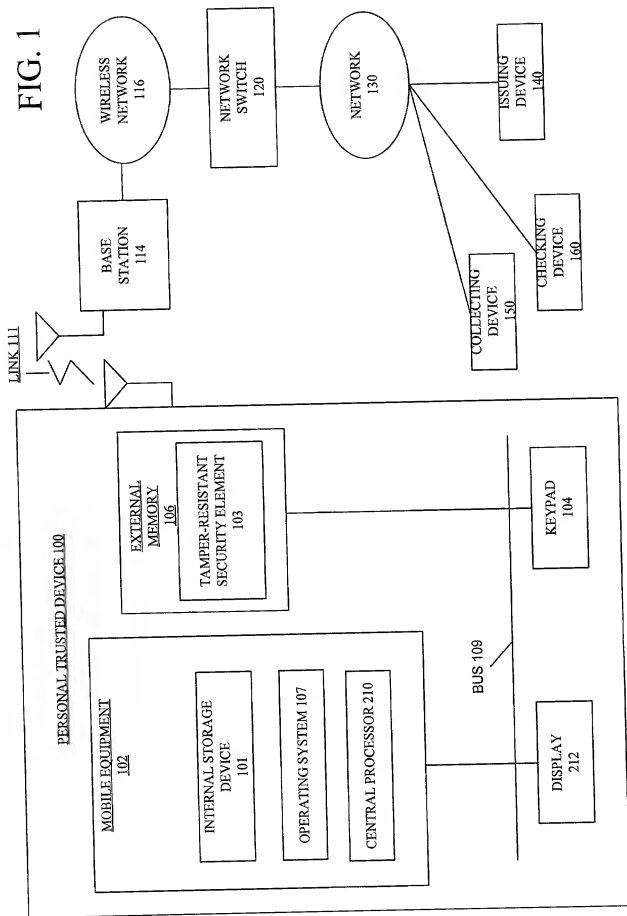 FIG. 1
PERSONAL TRUSTED DEVICE 100
MOBILE EQUIPMENT
102
INTERNAL STORAGE
DEVICE
101
OPERATING SYSTEM 107
CENTRAL PROCESSOR 210
EXTERNAL
MEMORY
106
TAMPER-RESISTANT
SECURITY ELEMENT
103
BUS 109
DISPLAY
212
KEYPAD
104
LINK 111
BASE
STATION
114
WIRELESS
NETWORK
116
NETWORK
SWITCH
120
NETWORK
130
COLLECTING
DEVICE
150
CHECKING
DEVICE
160
ISSUING
DEVICE
140